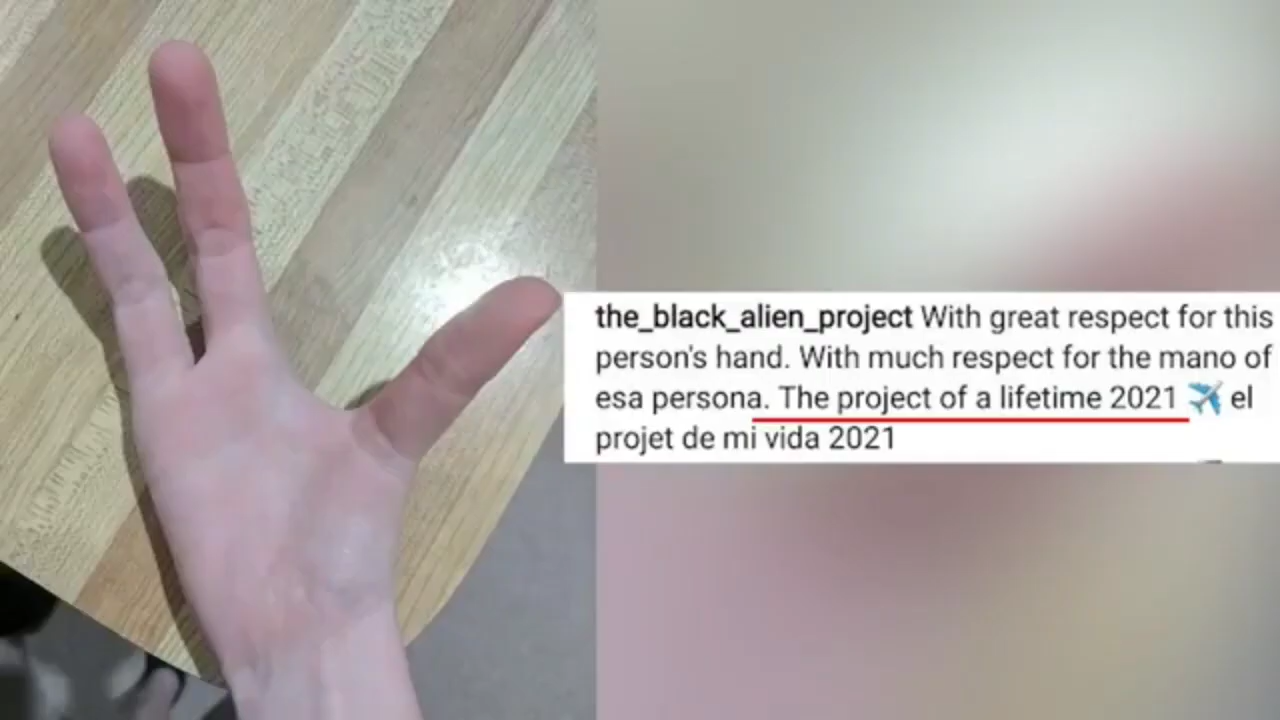 the_black_alien_project With great respect for this
person's hand. With much respect for the mano of
esa persona. The project of a lifetime 2021 ✈️ el
projet de mi vida 2021